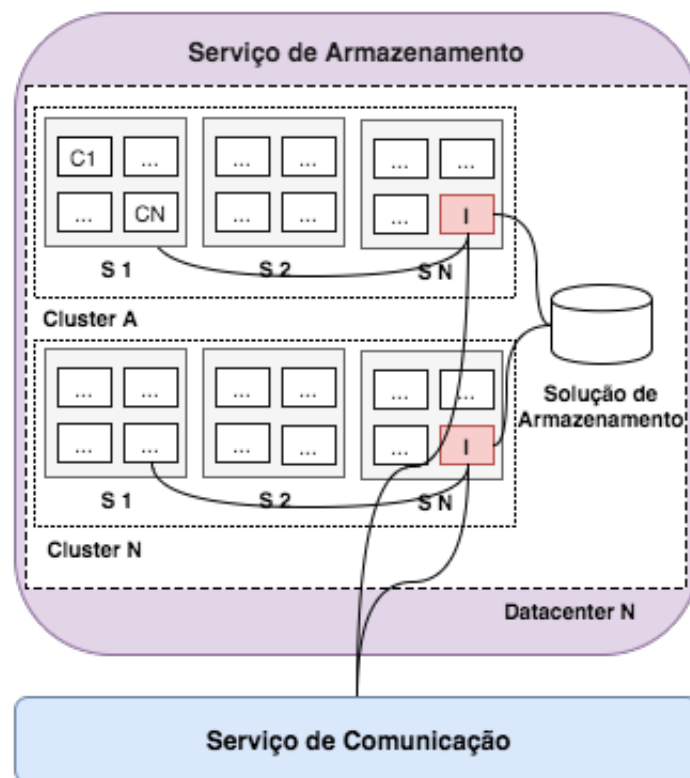 Serviço de Armazenamento
C1 ... ... ... ... ...
... CN ... ... ... I
S 1 S 2 S N
Cluster A
... ... ... ... ... ...
... ... ... ... ... I
S 1 S 2 S N
Cluster N
Solução de
Armazenamento
Datacenter N
Serviço de Comunicação